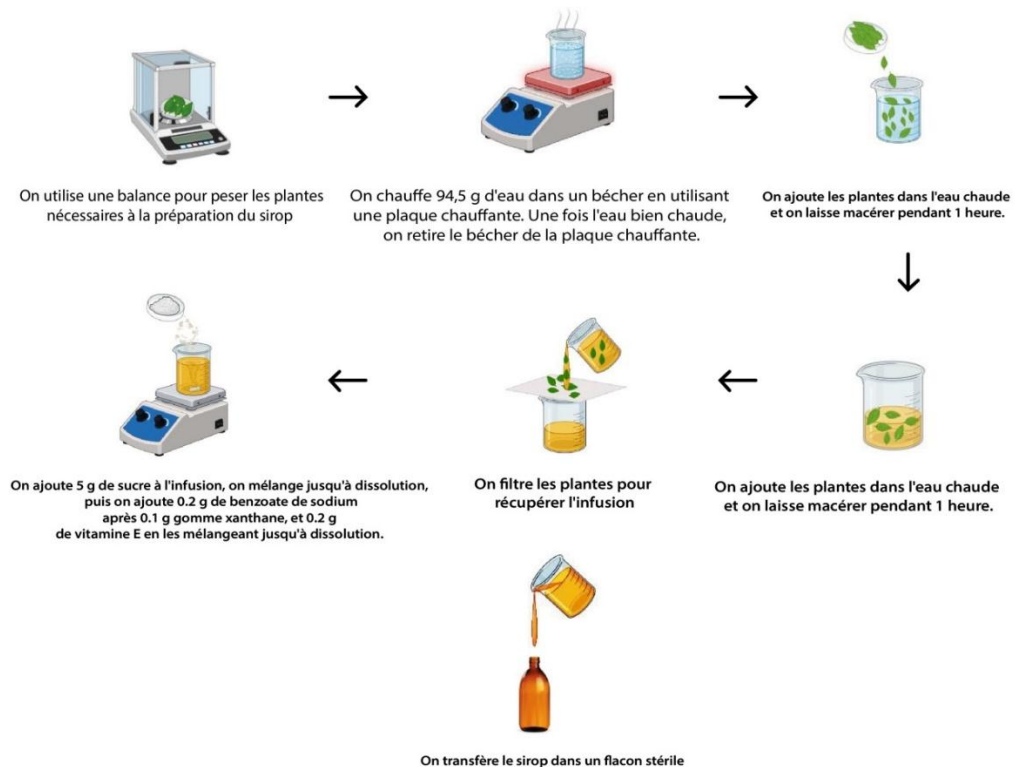 On utilise une balance pour peser les plantes
nécessaires à la préparation du sirop
On chauffe 94,5 g d'eau dans un bécher en utilisant
une plaque chauffante. Une fois l'eau bien chaude,
on retire le bécher de la plaque chauffante.
On ajoute les plantes dans l'eau chaude
et on laisse macérer pendant 1 heure.
On ajoute les plantes dans l'eau chaude
et on laisse macérer pendant 1 heure.
On filtre les plantes pour
récupérer l'infusion
On ajoute 5 g de sucre à l'infusion, on mélange jusqu'à dissolution,
puis on ajoute 0.2 g de benzoate de sodium
après 0.1 g gomme xanthane, et 0.2 g
de vitamine E en les mélangeant jusqu'à dissolution.
On transfère le sirop dans un flacon stérile